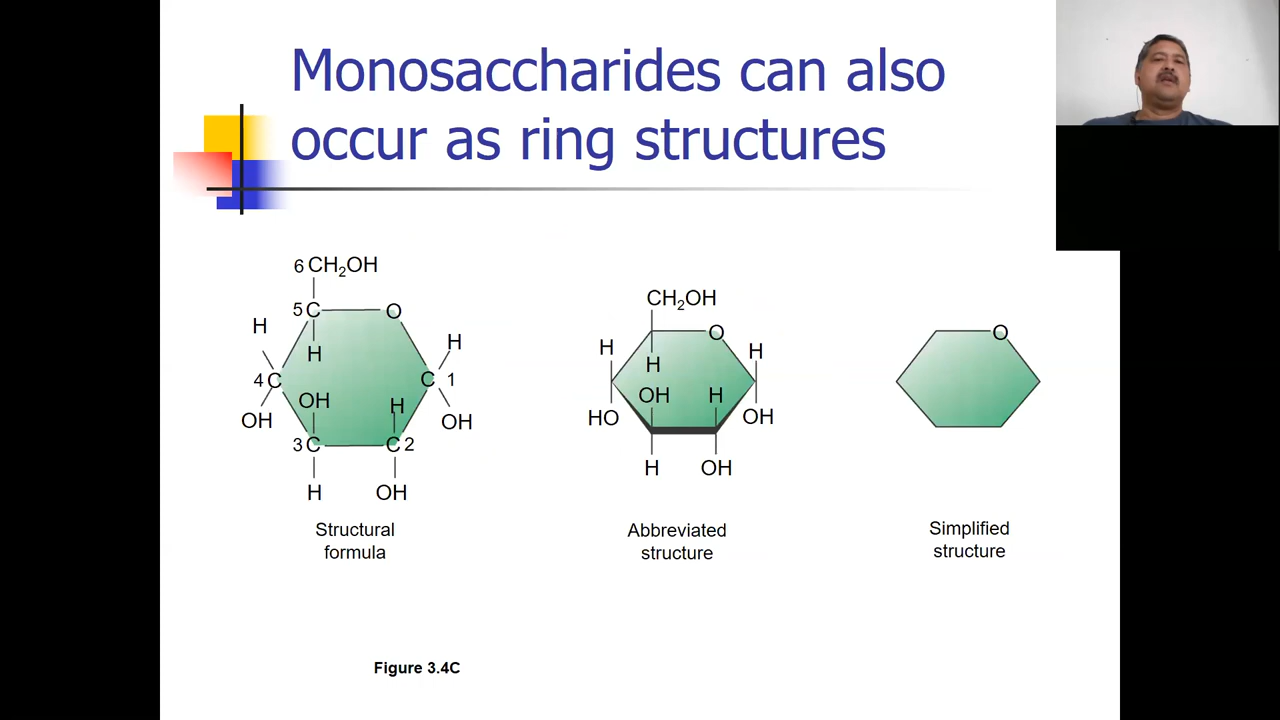 Monosaccharides can also
occur as ring structures
6 CH₂OH
5 C O
H H
H
4 C C 1
OH H
OH OH
3 C C 2
H OH
Structural
formula
CH₂OH
O
H H
H
OH H
HO OH
H OH
Abbreviated
structure
O
Simplified
structure
Figure 3.4C